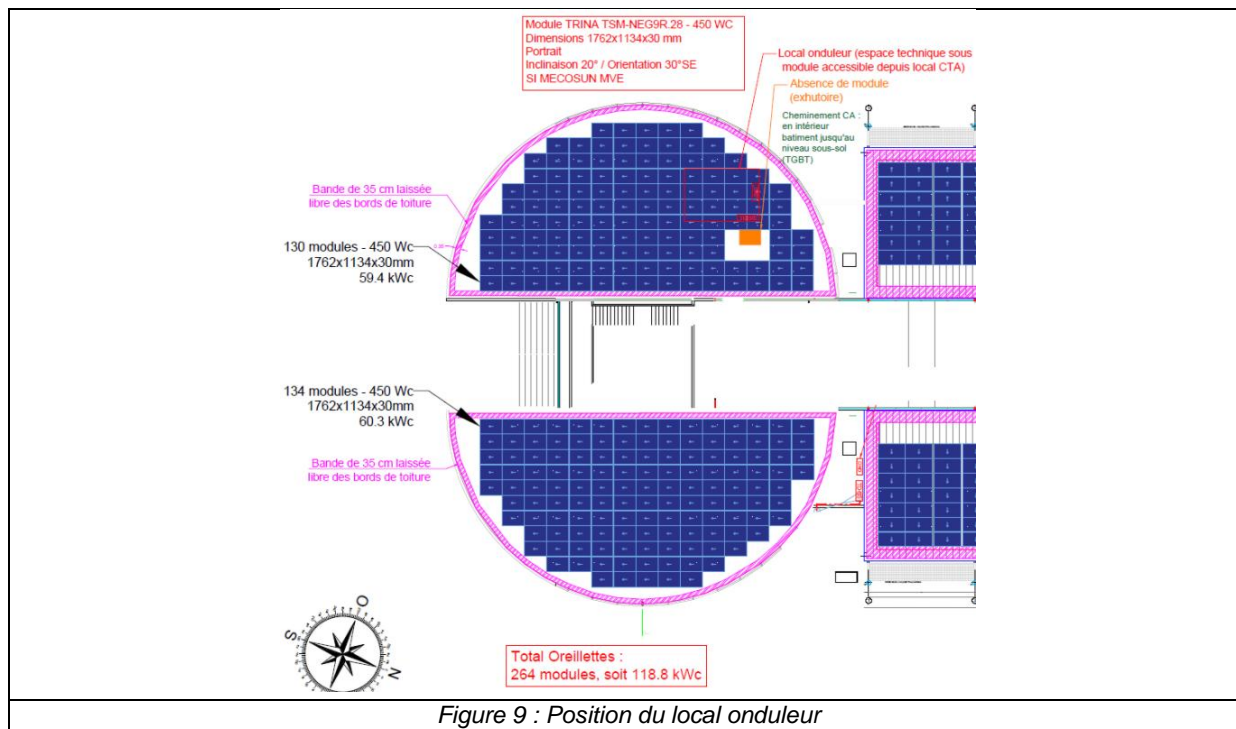 Module TRINA TSM-NEG9R.28 - 450 WC
Dimensions 1762x1134x30 mm
Portrait
Inclinaison 20° / Orientation 30°SE
SI MECOSUN MVE
Local onduleur (espace technique sous
module accessible depuis local CTA)
Absence de module
(exhutoire)
Cheminement CA :
en intérieur
batiment jusqu'au
niveau sous-sol
(TGBT)
Bande de 35 cm laissée
libre des bords de toiture
130 modules - 450 Wc
1762x1134x30mm
59.4 kWc
134 modules - 450 Wc
1762x1134x30mm
60.3 kWc
Bande de 35 cm laissée
libre des bords de toiture
O
S
N
Total Oreillettes :
264 modules, soit 118.8 kWc
Figure 9 : Position du local onduleur